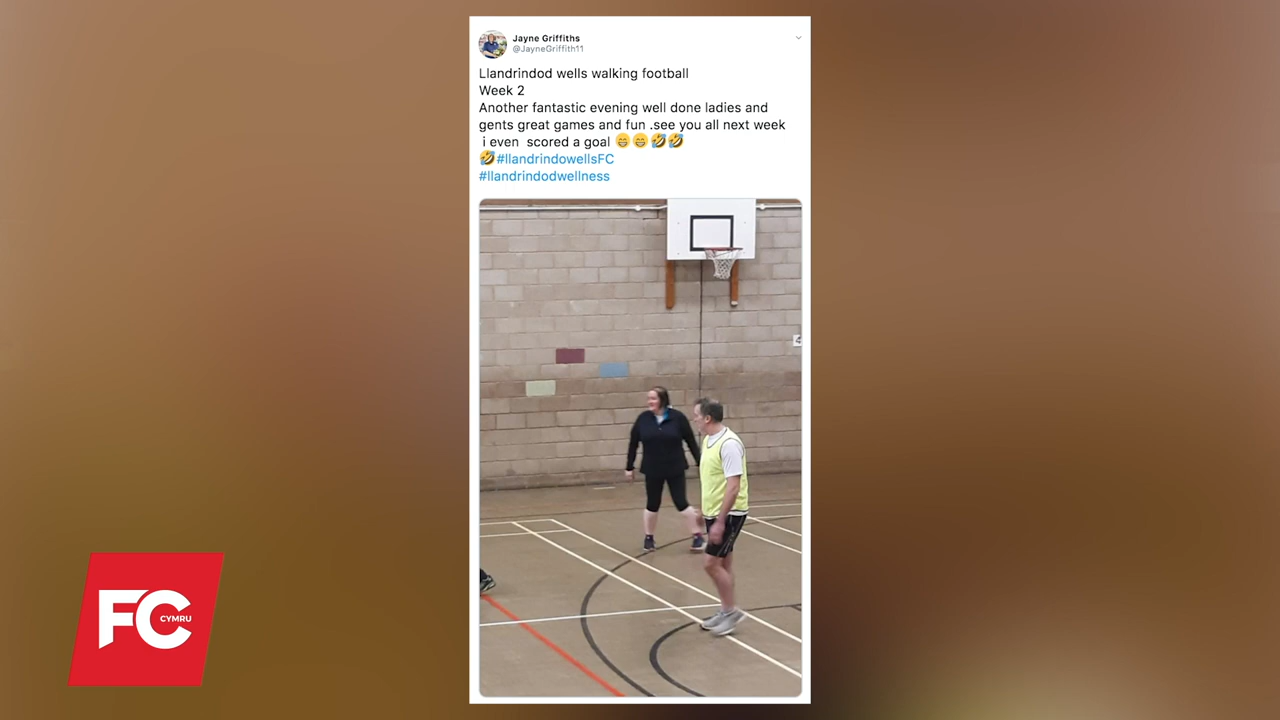 Jayne Griffiths
@JayneGriffith11
Llandrindod wells walking football
Week 2
Another fantastic evening well done ladies and
gents great games and fun .see you all next week
i even  scored a goal 😁😁🤣🤣
🤣#llandrindowellsFC
#llandrindodwellness
4
FC
CYMRU